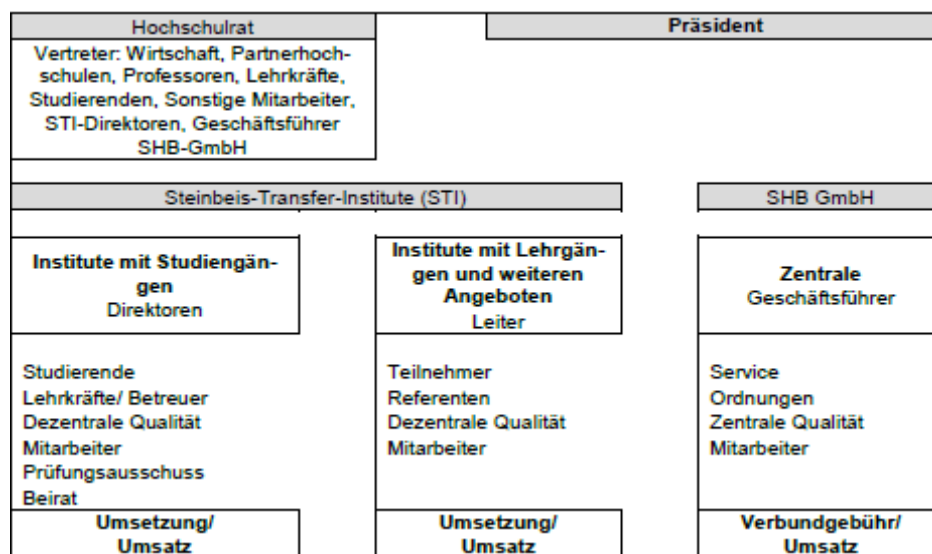 Hochschulrat
Vertreter: Wirtschaft, Partnerhoch-
schulen, Professoren, Lehrkräfte,
Studierenden, Sonstige Mitarbeiter,
STI-Direktoren, Geschäftsführer
SHB-GmbH
Präsident
Steinbeis-Transfer-Institute (STI)
SHB GmbH
Institute mit Studiengän-
gen
Direktoren
Institute mit Lehrgän-
gen und weiteren
Angeboten
Leiter
Zentrale
Geschäftsführer
Studierende
Lehrkräfte/ Betreuer
Dezentrale Qualität
Mitarbeiter
Prüfungsausschuss
Beirat
Teilnehmer
Referenten
Dezentrale Qualität
Mitarbeiter
Service
Ordnungen
Zentrale Qualität
Mitarbeiter
Umsetzung/
Umsatz
Umsetzung/
Umsatz
Verbundgebühr/
Umsatz